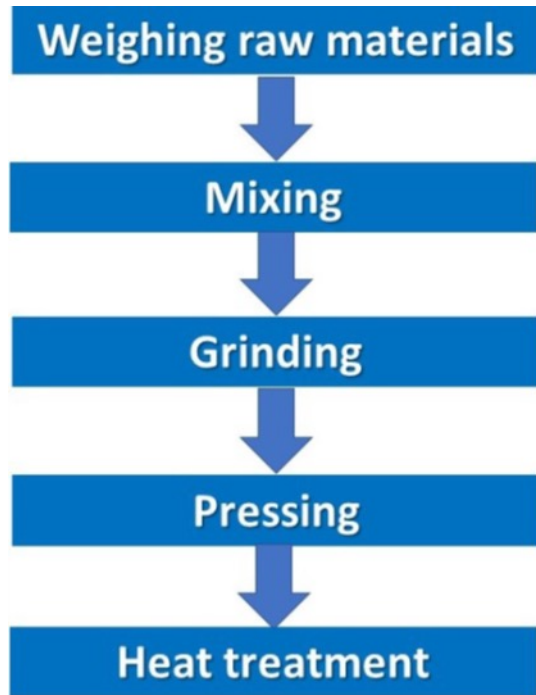 Weighing raw materials
Mixing
Grinding
Pressing
Heat treatment